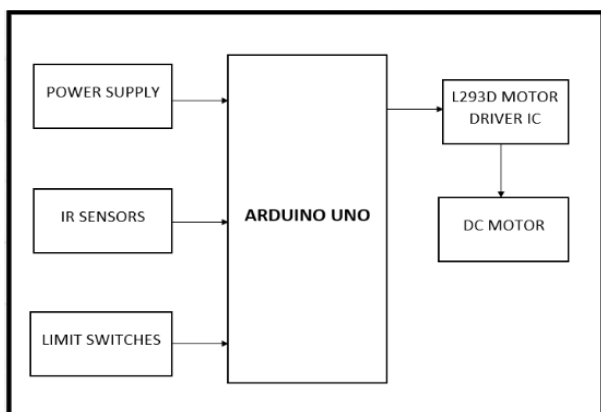 POWER SUPPLY
IR SENSORS
LIMIT SWITCHES
ARDUINO UNO
L293D MOTOR
DRIVER IC
DC MOTOR